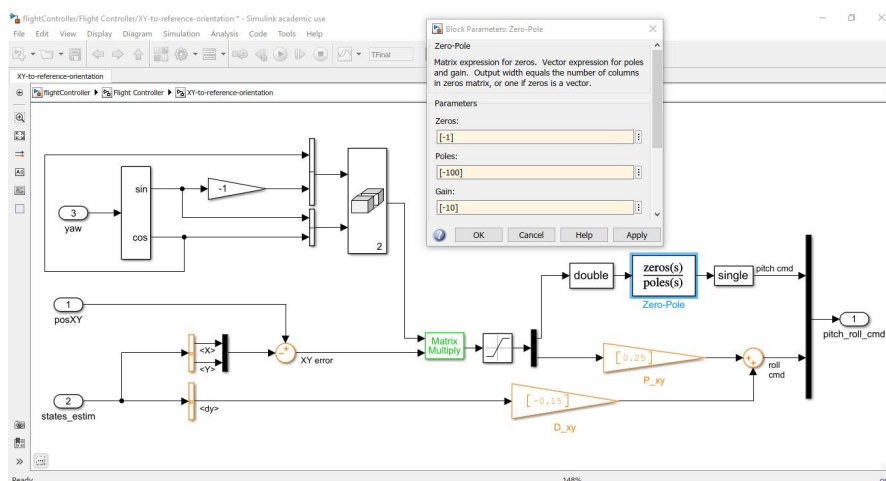 flightController/Flight Controller/XY-to-reference-orientation * - Simulink academic use
File Edit View Display Diagram Simulation Analysis Code Tools Help
TFinal
XY-to-reference-orientation
flightController Flight Controller XY-to-reference-orientation
Block Parameters: Zero-Pole
Zero-Pole
Matrix expression for zeros. Vector expression for poles
and gain. Output width equals the number of columns
in zeros matrix, or one if zeros is a vector.
Parameters
Zeros:
[-1]
Poles:
[-100]
Gain:
[-10]
OK Cancel Help Apply
sin
-1
3
yaw
cos
2
double
zeros(s)
poles(s)
single
pitch cmd
Zero-Pole
1
posXY
1
pitch_roll_cmd
<X>
<Y>
XY error
Matrix
Multiply
[0.25]
P_xy
roll
cmd
2
states_estim
<dy>
[-0.15]
D_xy
Ready
148%